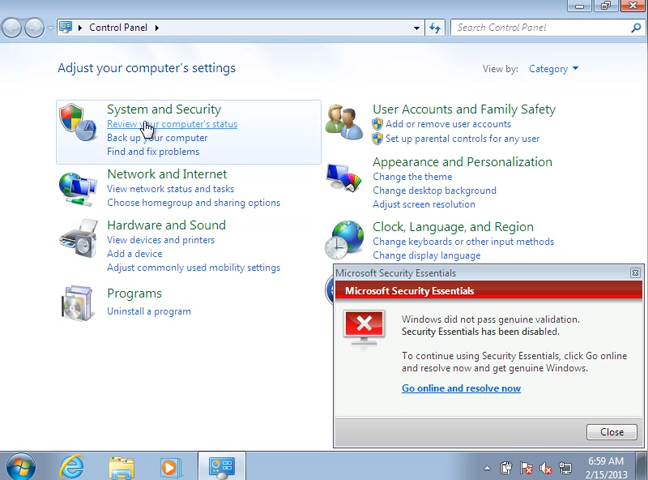 Control Panel
Search Control Panel
Adjust your computer's settings
View by: Category
System and Security
Review your computer's status
Back up your computer
Find and fix problems
Network and Internet
View network status and tasks
Choose homegroup and sharing options
Hardware and Sound
View devices and printers
Add a device
Adjust commonly used mobility settings
Programs
Uninstall a program
User Accounts and Family Safety
Add or remove user accounts
Set up parental controls for any user
Appearance and Personalization
Change the theme
Change desktop background
Adjust screen resolution
Clock, Language, and Region
Change keyboards or other input methods
Change display language
Microsoft Security Essentials
Microsoft Security Essentials
Windows did not pass genuine validation.
Security Essentials has been disabled.
To continue using Security Essentials, click Go online
and resolve now and get genuine Windows.
Go online and resolve now
Close
6:59 AM
2/15/2013